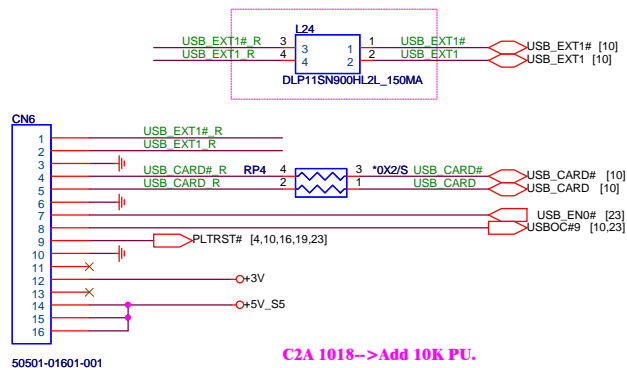 L24
USB_EXT1#_R 3 3 1 1 USB_EXT1# USB_EXT1# [10]
USB_EXT1_R 4 4 2 2 USB_EXT1 USB_EXT1 [10]
DLP11SN900HL2L_150MA
CN6
1 USB_EXT1#_R
2 USB_EXT1_R
3
4 USB_CARD#_R RP4 4 3 *0X2/S USB_CARD# USB_CARD# [10]
5 USB_CARD_R 2 1 USB_CARD USB_CARD [10]
6
7 USB_EN0# [23]
8 USBOC#9 [10,23]
9 PLTRST# [4,10,16,19,23]
10
11
12 +3V
13
14 +5V_S5
15
16
50501-01601-001
C2A 1018-->Add 10K PU.